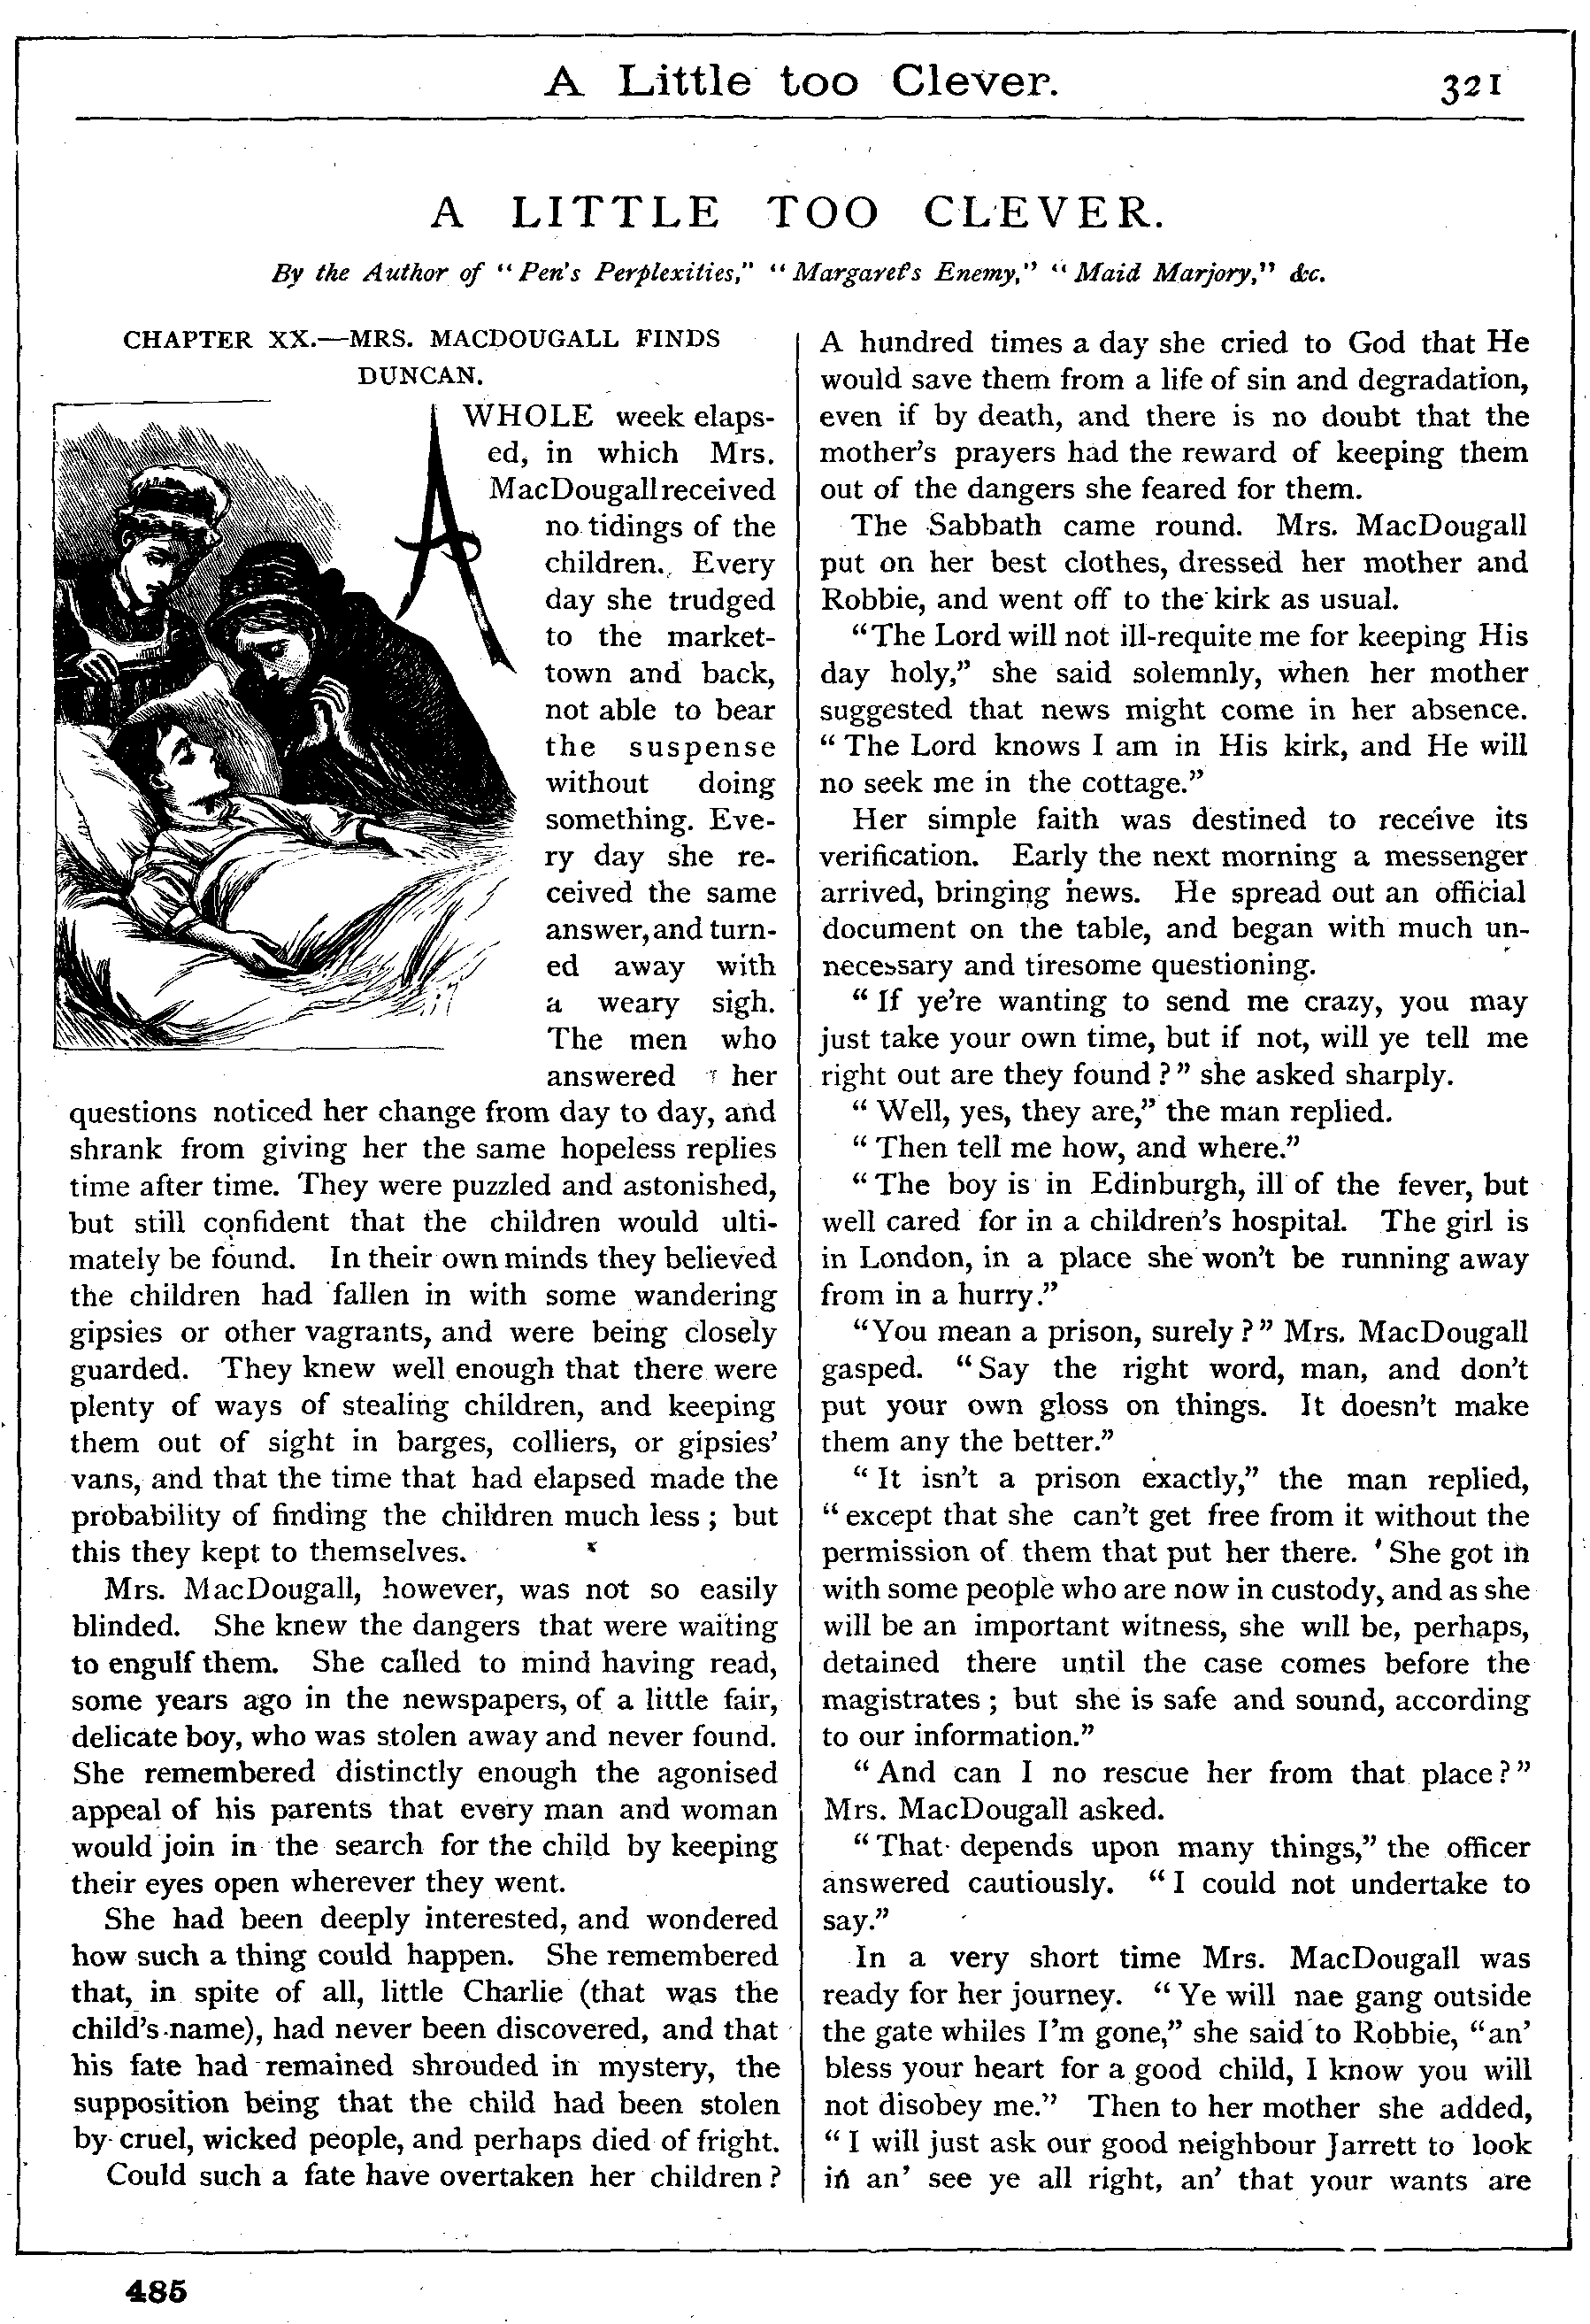 A Little too Clever.
321
A LITTLE TOO CLEVER.
By the Author of "Pen's Perplexities," "Margaret's Enemy," "Maid Marjory," &c.
CHAPTER XX.—MRS. MACDOUGALL FINDS
DUNCAN.
A WHOLE week elaps-
ed, in which Mrs.
MacDougall received
no tidings of the
children. Every
day she trudged
to the market-
town and back,
not able to bear
the suspense
without doing
something. Eve-
ry day she re-
ceived the same
answer, and turn-
ed away with
a weary sigh.
The men who
answered her
questions noticed her change from day to day, and
shrank from giving her the same hopeless replies
time after time. They were puzzled and astonished,
but still confident that the children would ulti-
mately be found. In their own minds they believed
the children had fallen in with some wandering
gipsies or other vagrants, and were being closely
guarded. They knew well enough that there were
plenty of ways of stealing children, and keeping
them out of sight in barges, colliers, or gipsies'
vans, and that the time that had elapsed made the
probability of finding the children much less; but
this they kept to themselves.
Mrs. MacDougall, however, was not so easily
blinded. She knew the dangers that were waiting
to engulf them. She called to mind having read,
some years ago in the newspapers, of a little fair,
delicate boy, who was stolen away and never found.
She remembered distinctly enough the agonised
appeal of his parents that every man and woman
would join in the search for the child by keeping
their eyes open wherever they went.
She had been deeply interested, and wondered
how such a thing could happen. She remembered
that, in spite of all, little Charlie (that was the
child's name), had never been discovered, and that
his fate had remained shrouded in mystery, the
supposition being that the child had been stolen
by cruel, wicked people, and perhaps died of fright.
Could such a fate have overtaken her children?
A hundred times a day she cried to God that He
would save them from a life of sin and degradation,
even if by death, and there is no doubt that the
mother's prayers had the reward of keeping them
out of the dangers she feared for them.
The Sabbath came round. Mrs. MacDougall
put on her best clothes, dressed her mother and
Robbie, and went off to the kirk as usual.
"The Lord will not ill-requite me for keeping His
day holy," she said solemnly, when her mother
suggested that news might come in her absence.
"The Lord knows I am in His kirk, and He will
no seek me in the cottage."
Her simple faith was destined to receive its
verification. Early the next morning a messenger
arrived, bringing news. He spread out an official
document on the table, and began with much un-
necessary and tiresome questioning.
"If ye're wanting to send me crazy, you may
just take your own time, but if not, will ye tell me
right out are they found?" she asked sharply.
"Well, yes, they are," the man replied.
"Then tell me how, and where."
"The boy is in Edinburgh, ill of the fever, but
well cared for in a children's hospital. The girl is
in London, in a place she won't be running away
from in a hurry."
"You mean a prison, surely?" Mrs. MacDougall
gasped. "Say the right word, man, and don't
put your own gloss on things. It doesn't make
them any the better."
"It isn't a prison exactly," the man replied,
"except that she can't get free from it without the
permission of them that put her there. She got in
with some people who are now in custody, and as she
will be an important witness, she will be, perhaps,
detained there until the case comes before the
magistrates; but she is safe and sound, according
to our information."
"And can I no rescue her from that place?"
Mrs. MacDougall asked.
"That depends upon many things," the officer
answered cautiously. "I could not undertake to
say."
In a very short time Mrs. MacDougall was
ready for her journey. "Ye will nae gang outside
the gate whiles I'm gone," she said to Robbie, "an'
bless your heart for a good child, I know you will
not disobey me." Then to her mother she added,
"I will just ask our good neighbour Jarrett to look
in an' see ye all right, an' that your wants are
485